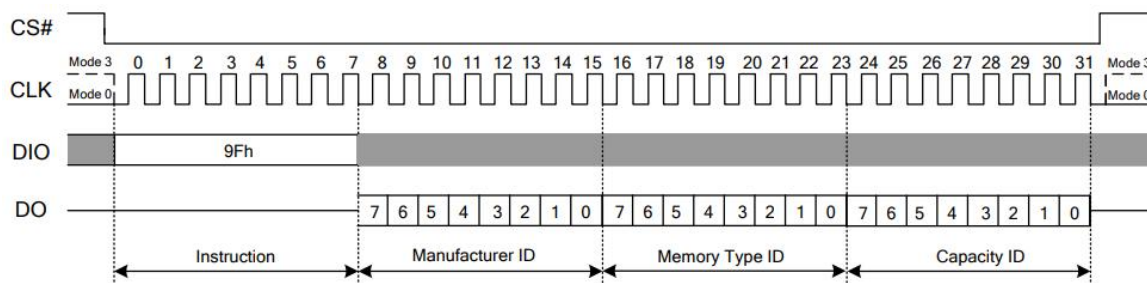 CS#
Mode 3 0 1 2 3 4 5 6 7 8 9 10 11 12 13 14 15 16 17 18 19 20 21 22 23 24 25 26 27 28 29 30 31 Mode 3
CLK
Mode 0 Mode 0
DIO 9Fh
DO 7 6 5 4 3 2 1 0 7 6 5 4 3 2 1 0 7 6 5 4 3 2 1 0
Instruction Manufacturer ID Memory Type ID Capacity ID